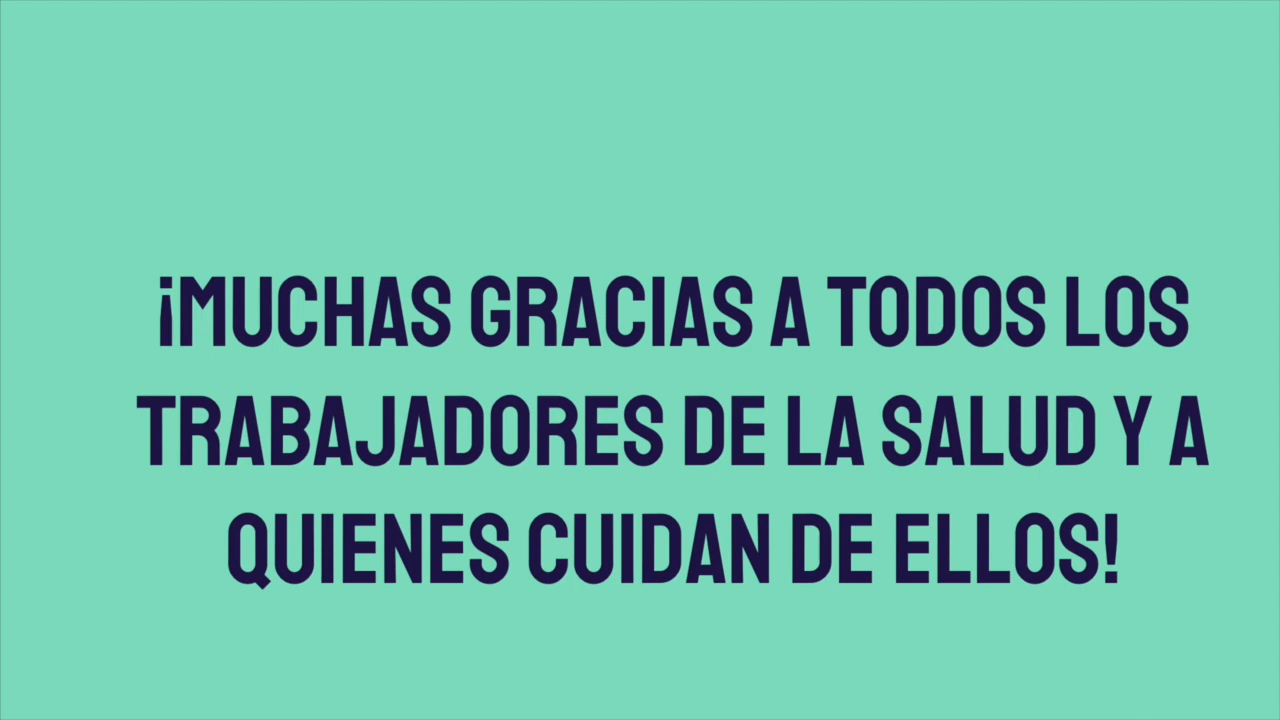 ¡MUCHAS GRACIAS A TODOS LOS
TRABAJADORES DE LA SALUD Y A
QUIENES CUIDAN DE ELLOS!